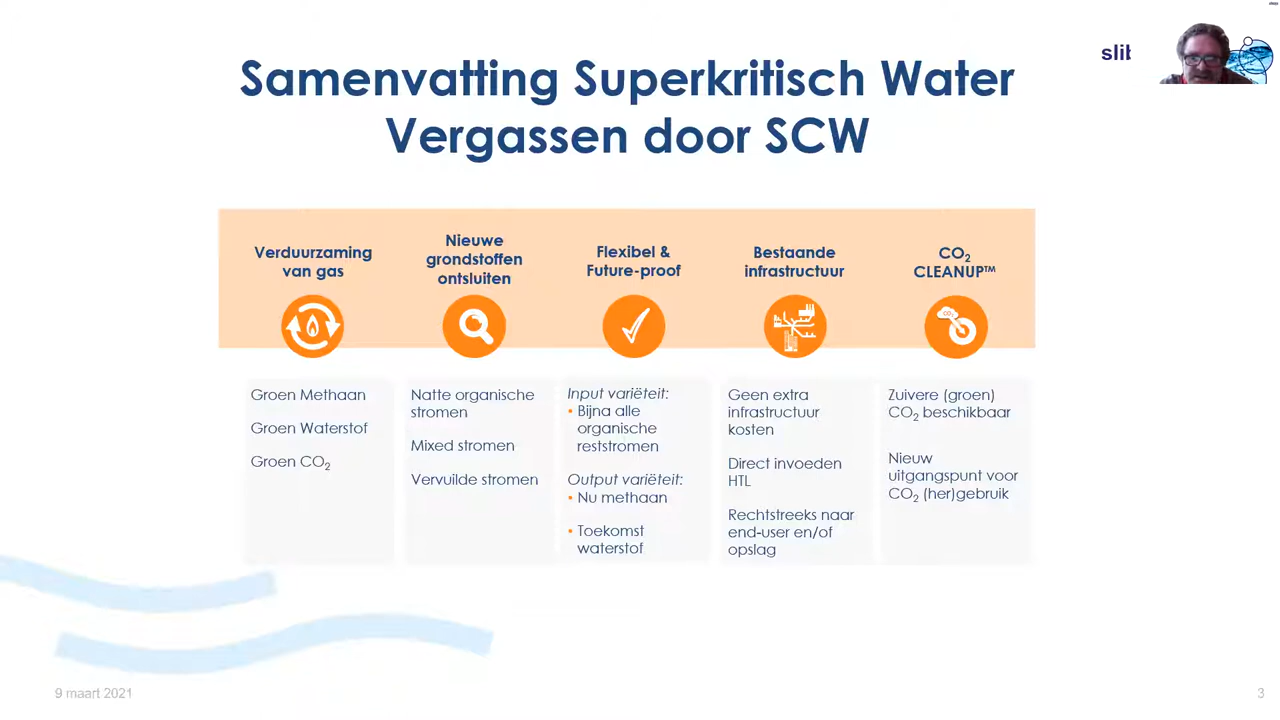 Samenvatting Superkritisch Water
Vergassen door SCW
slib
Verduurzaming
van gas
Nieuwe
grondstoffen
ontsluiten
Flexibel &
Future-proof
Bestaande
infrastructuur
CO₂
CLEANUP™
CO₂
Groen Methaan
Groen Waterstof
Groen CO₂
Natte organische
stromen
Mixed stromen
Vervuilde stromen
Input variëteit:
• Bijna alle
organische
reststromen
Output variëteit:
• Nu methaan
• Toekomst
waterstof
Geen extra
infrastructuur
kosten
Direct invoeden
HTL
Rechtstreeks naar
end-user en/of
opslag
Zuivere (groen)
CO₂ beschikbaar
Nieuw
uitgangspunt voor
CO₂ (her)gebruik
9 maart 2021
3